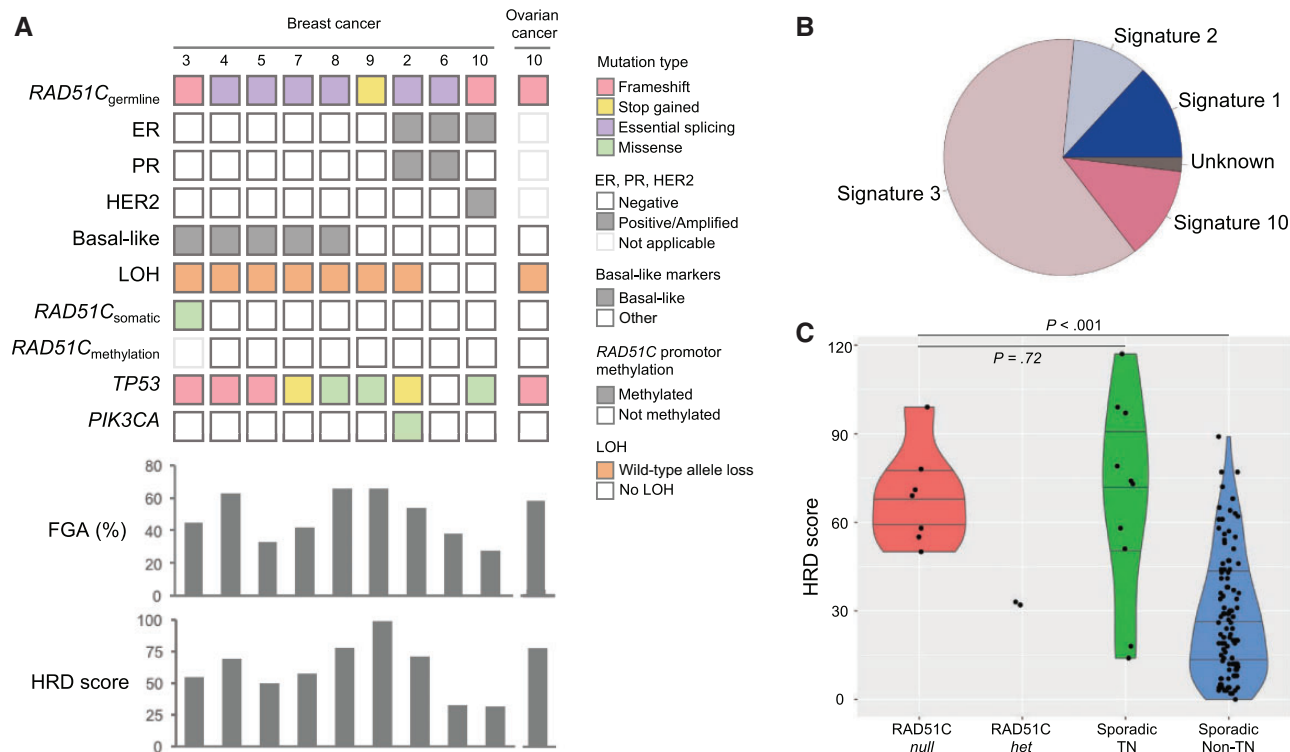 A
Breast cancer
Ovarian
cancer
3 4 5 7 8 9 2 6 10 10
RAD51Cgermline
ER
PR
HER2
Basal-like
LOH
RAD51Csomatic
RAD51Cmethylation
TP53
PIK3CA
Mutation type
Frameshift
Stop gained
Essential splicing
Missense
ER, PR, HER2
Negative
Positive/Amplified
Not applicable
Basal-like markers
Basal-like
Other
RAD51C promotor
methylation
Methylated
Not methylated
LOH
Wild-type allele loss
No LOH
FGA (%)
80
60
40
20
0
HRD score
100
75
50
25
0
B
Signature 2
Signature 1
Unknown
Signature 10
Signature 3
C
P < .001
P = .72
HRD score
120
90
60
30
0
RAD51C
null
RAD51C
het
Sporadic
TN
Sporadic
Non-TN